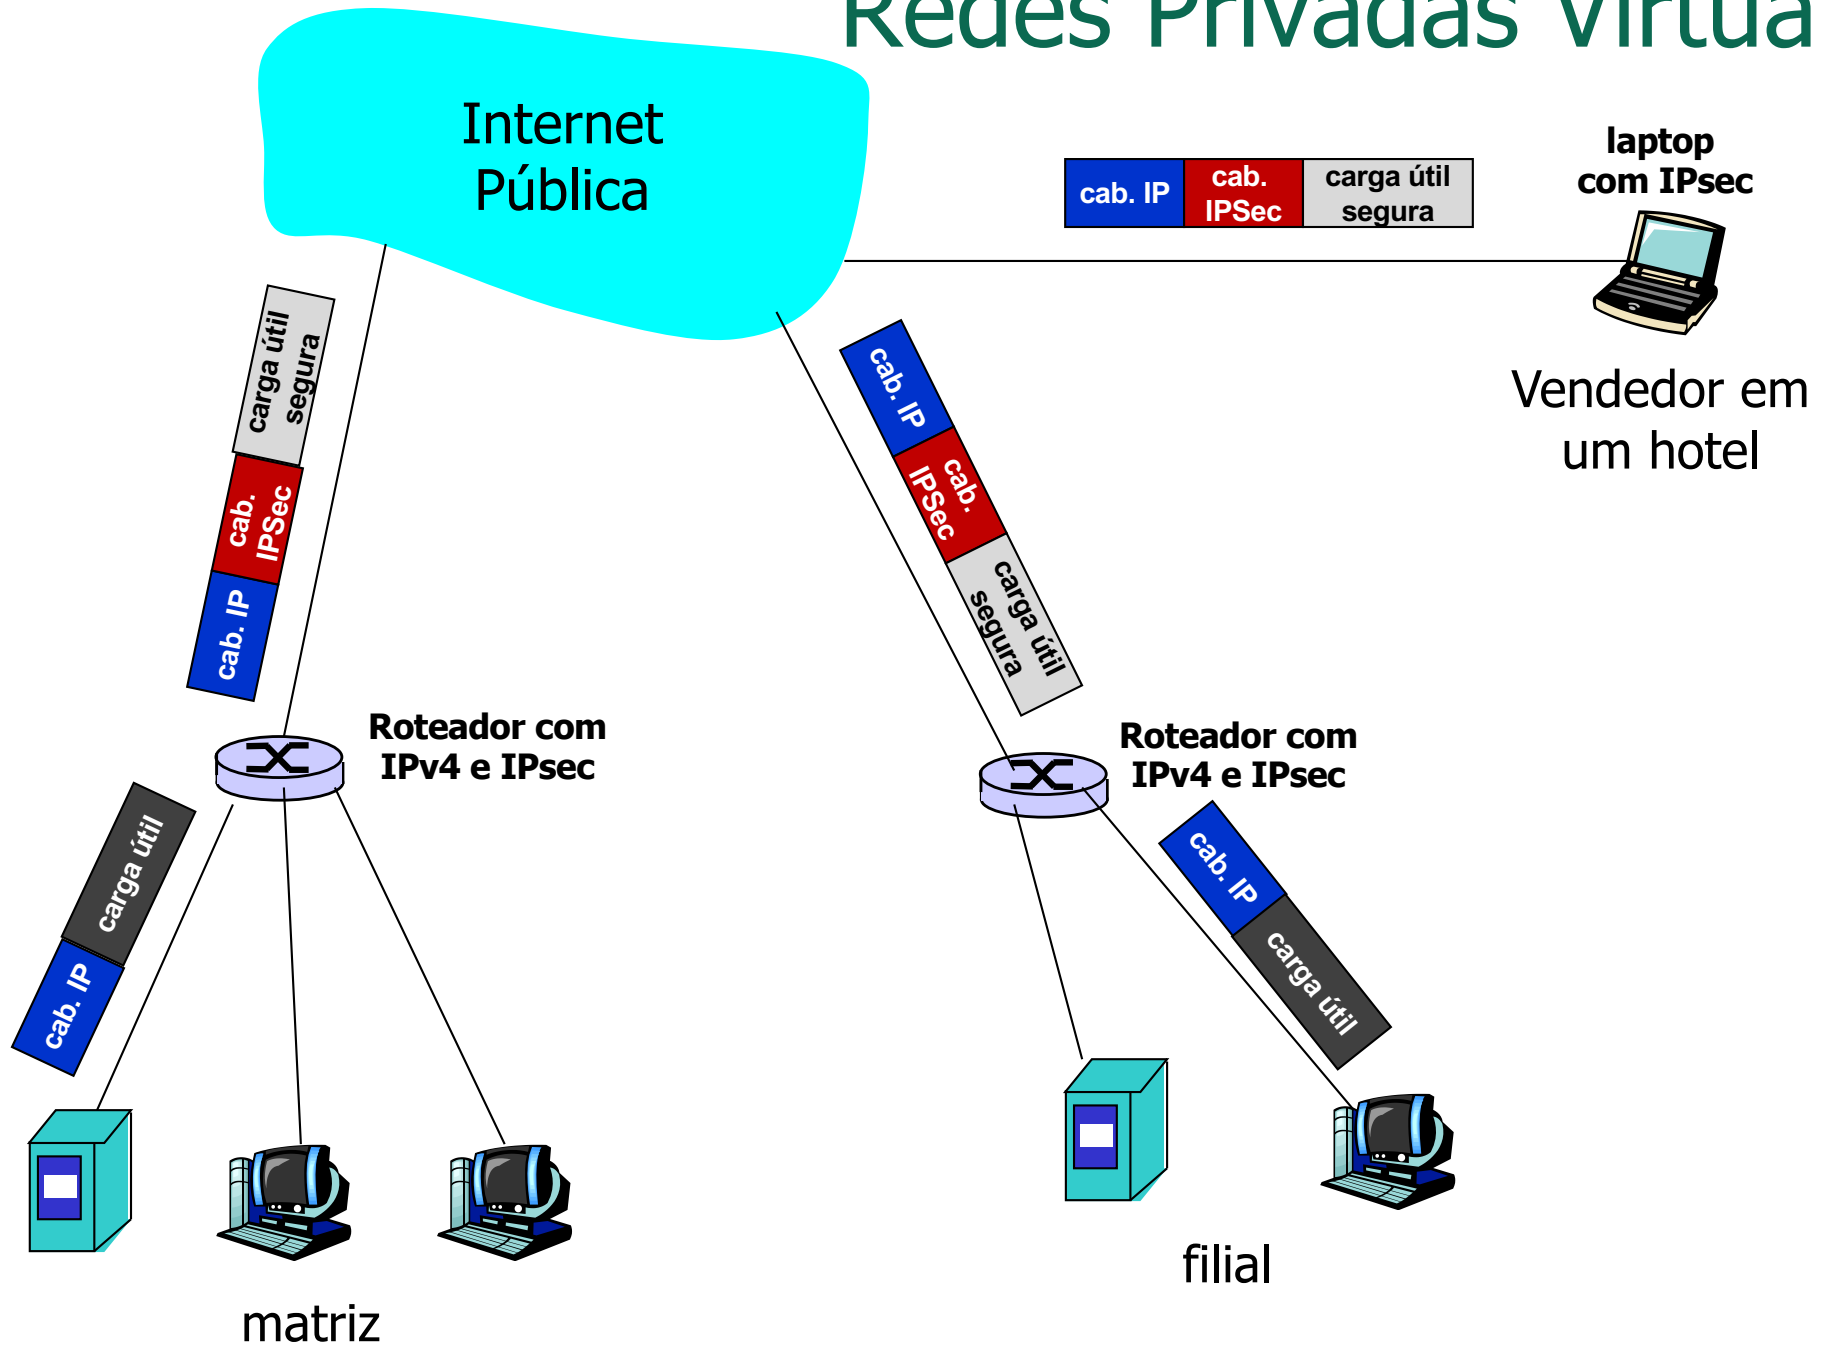 Redes Privadas Virtua
Internet
Pública
laptop
com IPsec
cab. IP
cab.
IPSec
carga útil
segura
Vendedor em
um hotel
carga útil
segura
cab.
IPSec
cab. IP
cab. IP
cab.
IPSec
carga útil
segura
Roteador com
IPv4 e IPsec
Roteador com
IPv4 e IPsec
carga útil
cab. IP
cab. IP
carga útil
filial
matriz